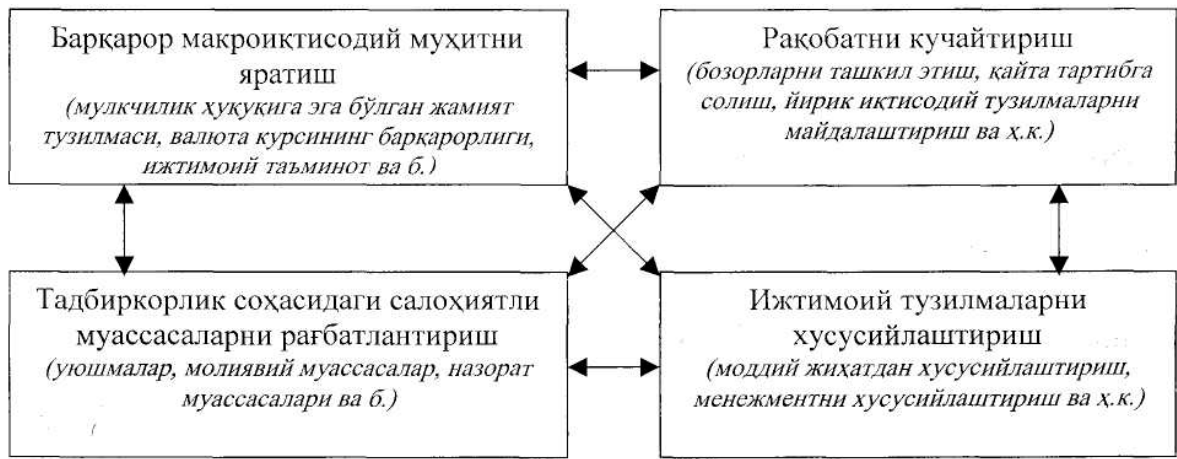 Барқарор макроиқтисодий муҳитни
яратиш
(мулкчилик ҳуқуқига эга бўлган жамият
тузилмаси, валюта курсининг барқарорлиги,
ижтимоий таъминот ва б.)
Рақобатни кучайтириш
(бозорларни ташкил этиш, қайта тартибга
солиш, йирик иқтисодий тузилмаларни
майдалаштириш ва ҳ.к.)
Тадбиркорлик соҳасидаги салоҳиятли
муассасаларни рағбатлантириш
(уюшмалар, молиявий муассасалар, назорат
муассасалари ва б.)
Ижтимоий тузилмаларни
хусусийлаштириш
(моддий жиҳатдан хусусийлаштириш,
менежментни хусусийлаштириш ва ҳ.к.)